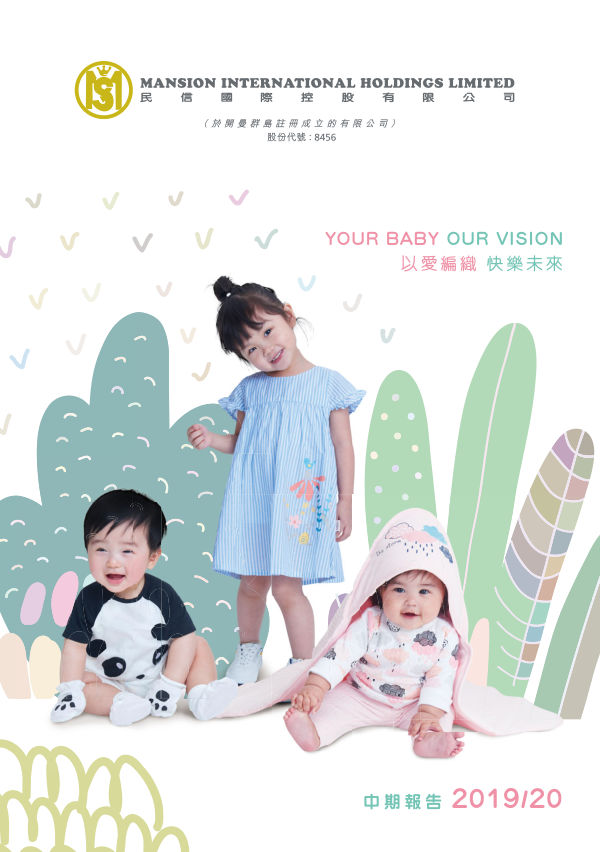 MANSION INTERNATIONAL HOLDINGS LIMITED
民信國際控股有限公司
（於開曼群島註冊成立的有限公司）
股份代號：8456
YOUR BABY OUR VISION
以愛編織 快樂未來
中期報告 2019/20